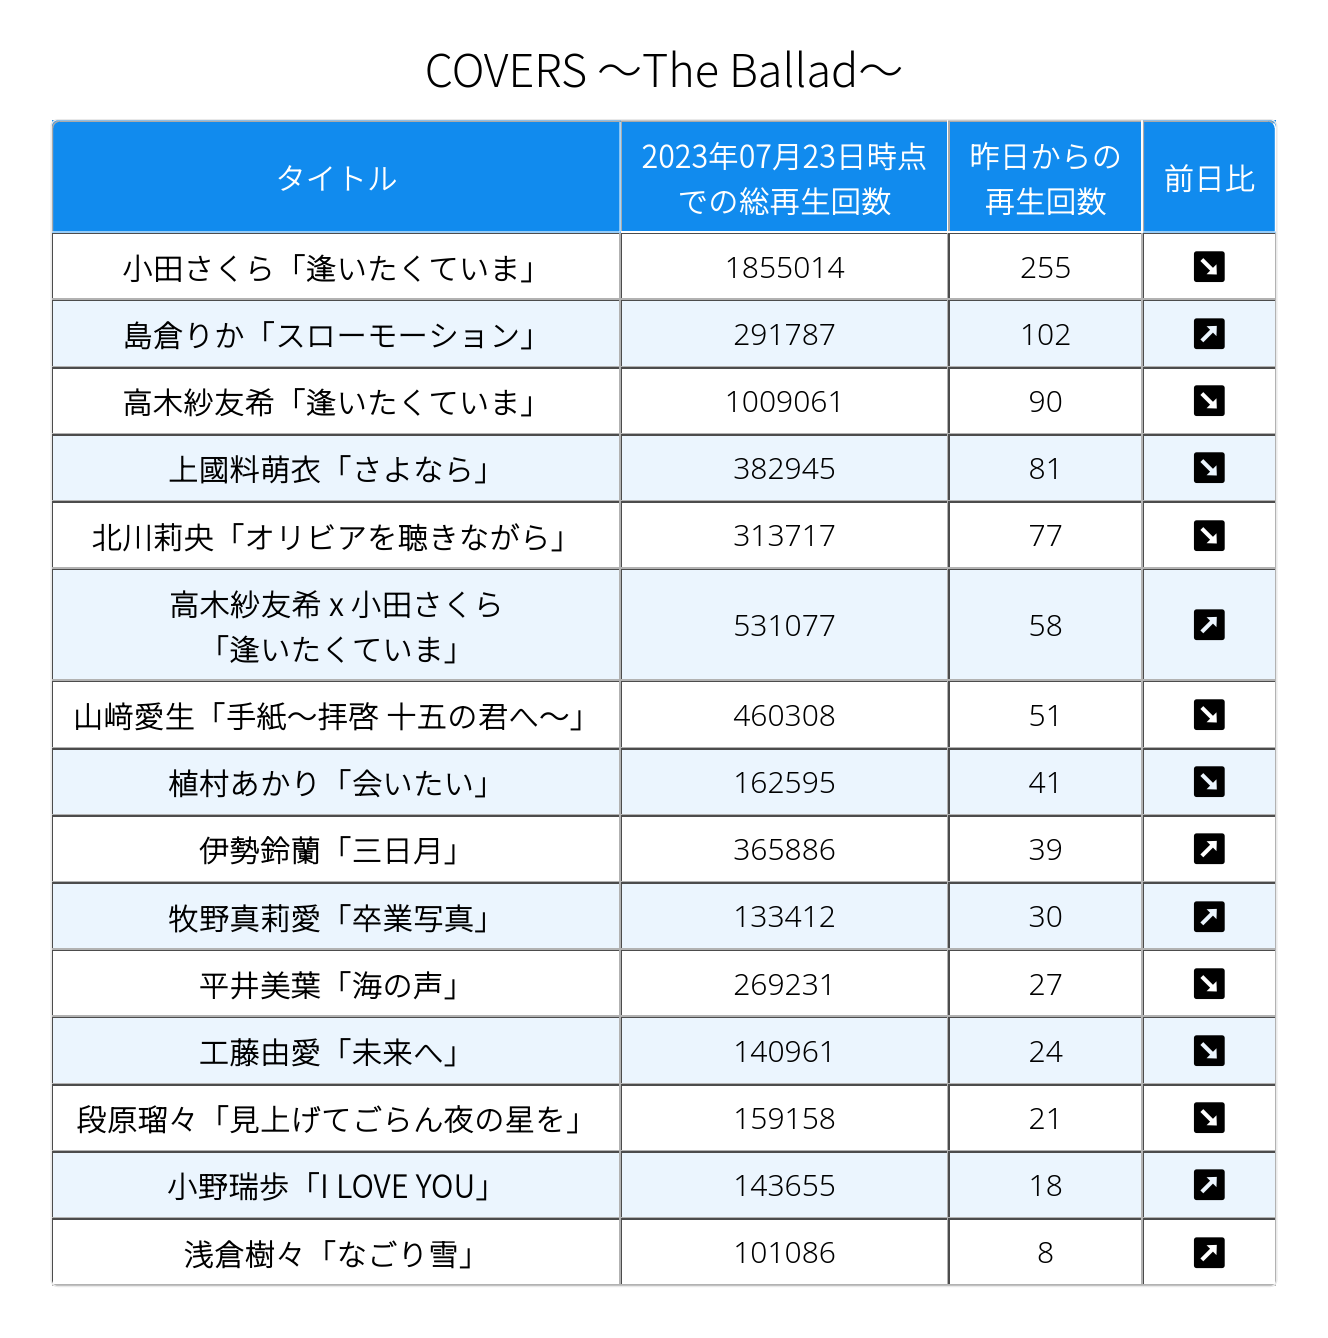 COVERS ～The Ballad～
タイトル
2023年07月23日時点
での総再生回数
昨日からの
再生回数
前日比
小田さくら「逢いたくていま」 1855014 255 ↘
島倉りか「スローモーション」 291787 102 ↗
高木紗友希「逢いたくていま」 1009061 90 ↘
上國料萌衣「さよなら」 382945 81 ↘
北川莉央「オリビアを聴きながら」 313717 77 ↘
高木紗友希 x 小田さくら
「逢いたくていま」 531077 58 ↗
山﨑愛生「手紙～拝啓 十五の君へ～」 460308 51 ↘
植村あかり「会いたい」 162595 41 ↘
伊勢鈴蘭「三日月」 365886 39 ↗
牧野真莉愛「卒業写真」 133412 30 ↗
平井美葉「海の声」 269231 27 ↘
工藤由愛「未来へ」 140961 24 ↘
段原瑠々「見上げてごらん夜の星を」 159158 21 ↘
小野瑞歩「I LOVE YOU」 143655 18 ↗
浅倉樹々「なごり雪」 101086 8 ↗